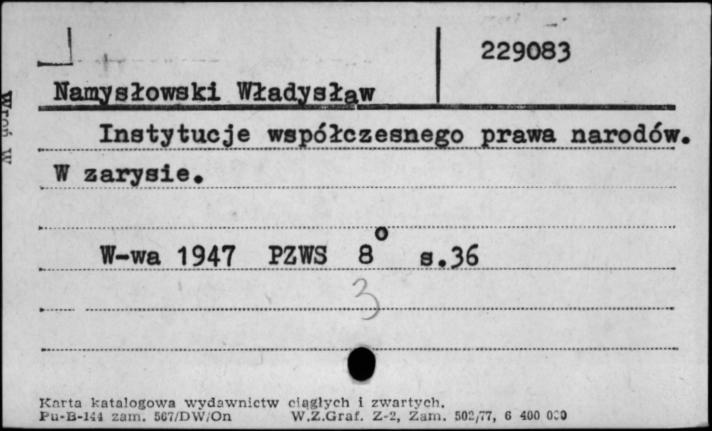 229083
Namysłowski Władysław
Instytucje współczesnego prawa narodów.
W zarysie.
W-wa 1947 PZWS 8° s.36
3
Karta katalogowa wydawnictw ciągłych i zwartych.
Pu-B-144 zam. 567/DW/On W.Z.Graf. Z-2, Zam. 502/77, 6 400 000